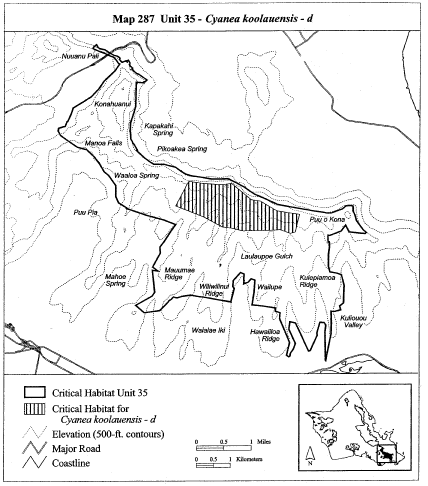 Map 287 Unit 35 - Cyanea koolauensis - d
Nuuanu Pali
Konahuanui
Kapakahi
Spring
Manoa Falls
Pikoakea Spring
Waaloa Spring
Puu Pia
Puu o Kona
Laulaupoe Gulch
Mahoe
Spring
Mauumae
Ridge
Wiliwilinui
Ridge
Wailupe
Kulepiamoa
Ridge
Kuliouou
Valley
Waialae Iki
Hawaiiloa
Ridge
Critical Habitat Unit 35
Critical Habitat for
Cyanea koolauensis - d
Elevation (500-ft. contours)
Major Road
Coastline
0 0.5 1 Miles
0 0.5 1 Kilometers
N